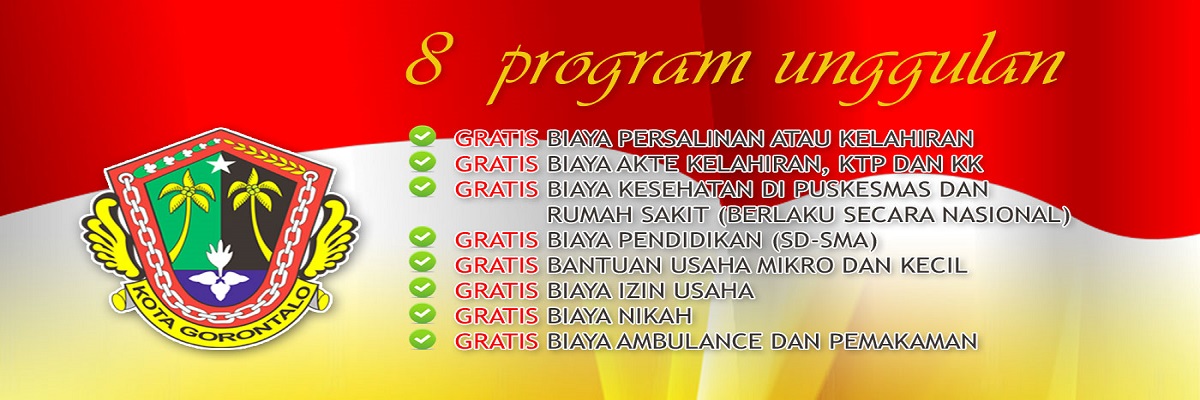 8 program unggulan
GRATIS BIAYA PERSALINAN ATAU KELAHIRAN
GRATIS BIAYA AKTE KELAHIRAN, KTP DAN KK
GRATIS BIAYA KESEHATAN DI PUSKESMAS DAN
RUMAH SAKIT (BERLAKU SECARA NASIONAL)
GRATIS BIAYA PENDIDIKAN (SD-SMA)
GRATIS BANTUAN USAHA MIKRO DAN KECIL
GRATIS BIAYA IZIN USAHA
GRATIS BIAYA NIKAH
GRATIS BIAYA AMBULANCE DAN PEMAKAMAN
KOTA GORONTALO